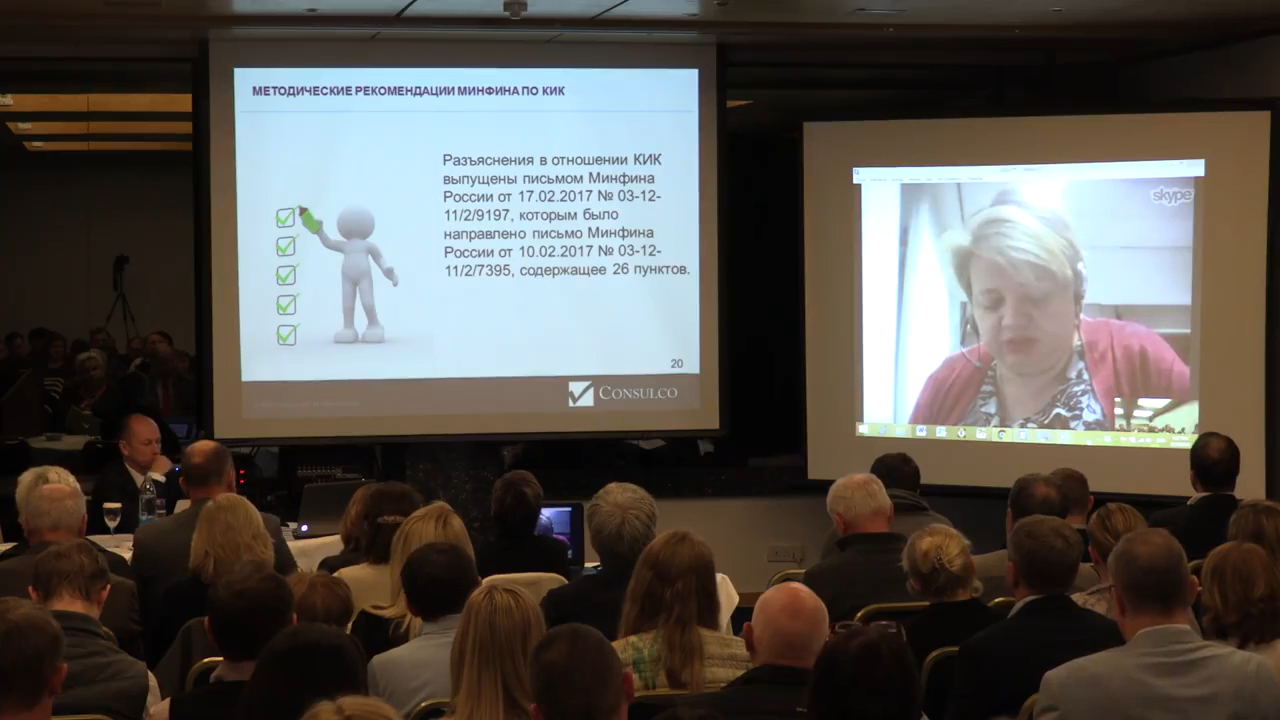 МЕТОДИЧЕСКИЕ РЕКОМЕНДАЦИИ МИНФИНА ПО КИК
Разъяснения в отношении КИК
выпущены письмом Минфина
России от 17.02.2017 № 03-12-
11/2/9197, которым было
направлено письмо Минфина
России от 10.02.2017 № 03-12-
11/2/7395, содержащее 26 пунктов.
20
CONSULCO
skype